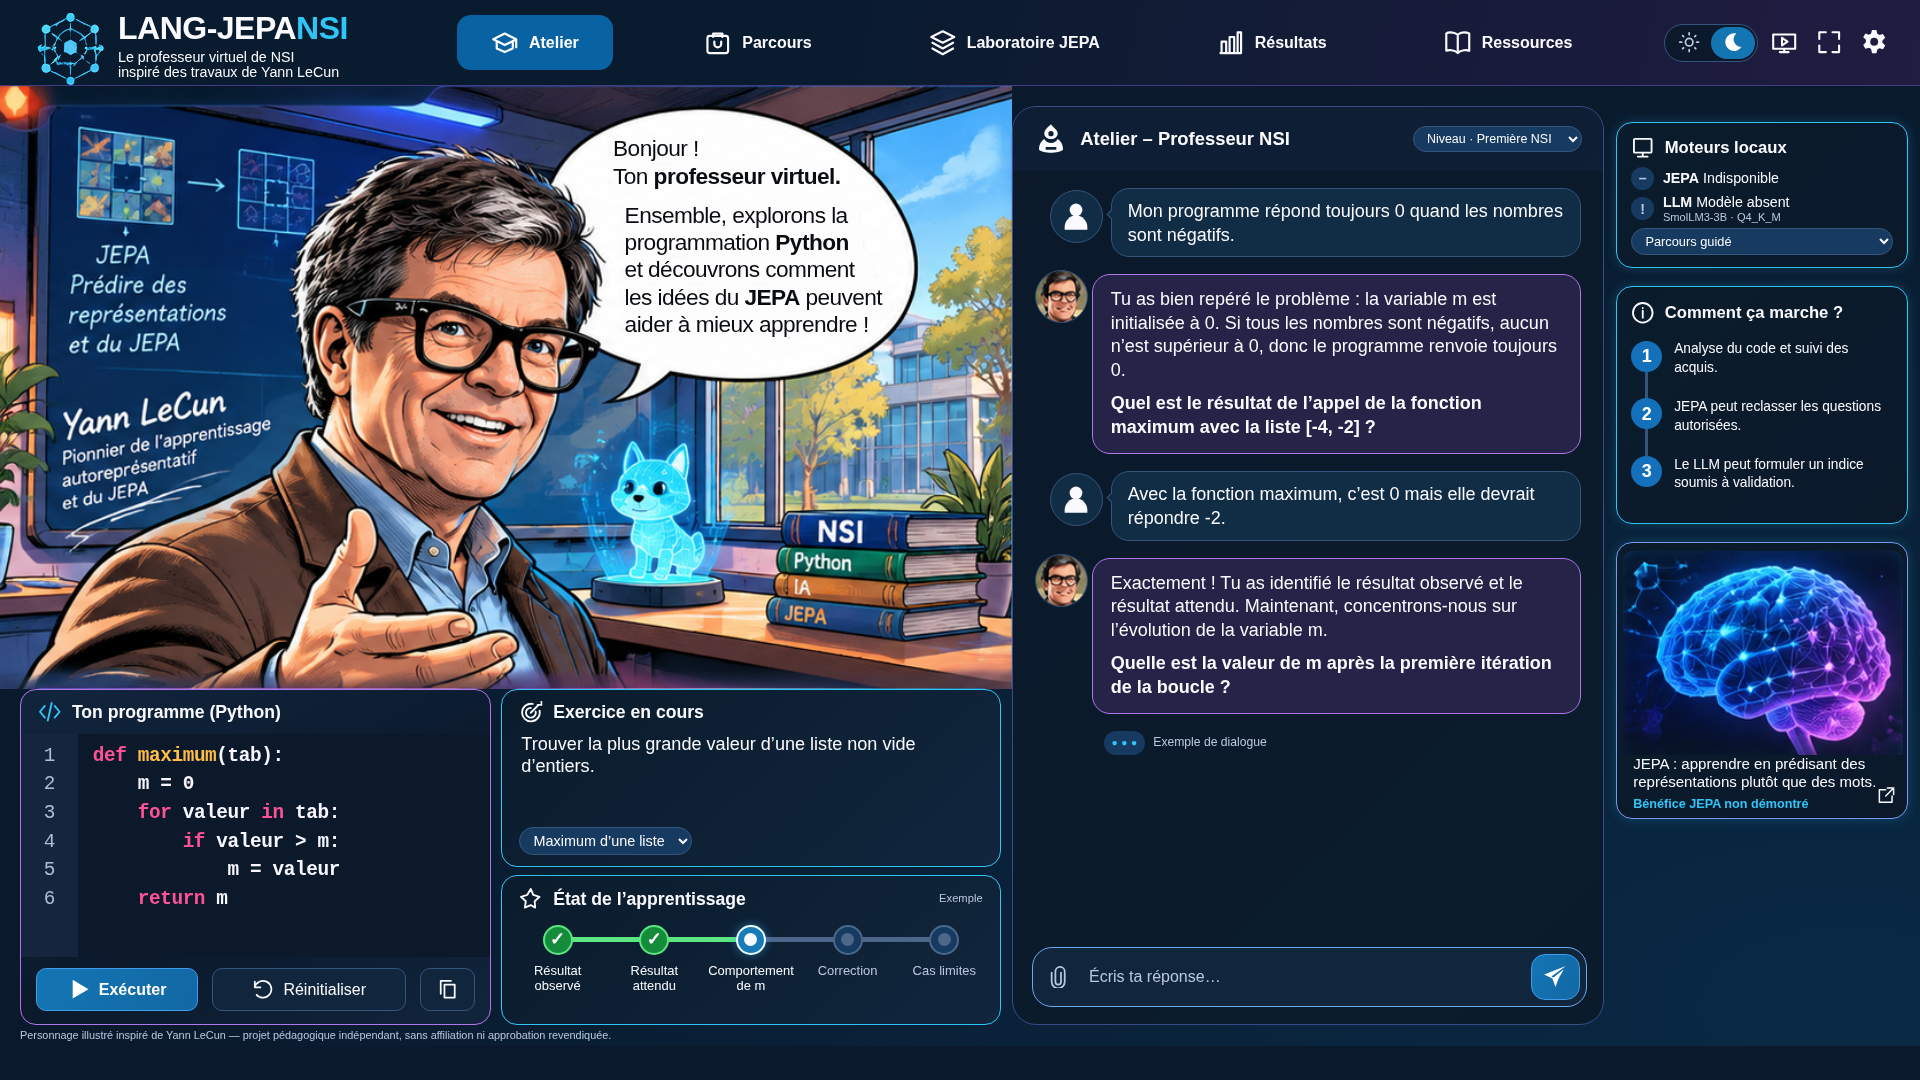 LANG-JEPANSI
Le professeur virtuel de NSI
inspiré des travaux de Yann LeCun
Atelier
Parcours
Laboratoire JEPA
Résultats
Ressources
JEPA
Prédire des
représentations
et du JEPA
Yann LeCun
Pionnier de l'apprentissage
autoreprésentatif
et du JEPA
Bonjour !
Ton professeur virtuel.
Ensemble, explorons la
programmation Python
et découvrons comment
les idées du JEPA peuvent
aider à mieux apprendre !
NSI
Python
IA
JEPA
Ton programme (Python)
1 def maximum(tab):
2     m = 0
3     for valeur in tab:
4         if valeur > m:
5             m = valeur
6     return m
Exécuter
Réinitialiser
Exercice en cours
Trouver la plus grande valeur d’une liste non vide
d’entiers.
Maximum d’une liste
État de l’apprentissage
Exemple
Résultat
observé
Résultat
attendu
Comportement
de m
Correction
Cas limites
Personnage illustré inspiré de Yann LeCun — projet pédagogique indépendant, sans affiliation ni approbation revendiquée.
Atelier – Professeur NSI
Niveau · Première NSI
Mon programme répond toujours 0 quand les nombres
sont négatifs.
Tu as bien repéré le problème : la variable m est
initialisée à 0. Si tous les nombres sont négatifs, aucun
n’est supérieur à 0, donc le programme renvoie toujours
0.
Quel est le résultat de l’appel de la fonction
maximum avec la liste [-4, -2] ?
Avec la fonction maximum, c’est 0 mais elle devrait
répondre -2.
Exactement ! Tu as identifié le résultat observé et le
résultat attendu. Maintenant, concentrons-nous sur
l’évolution de la variable m.
Quelle est la valeur de m après la première itération
de la boucle ?
Exemple de dialogue
Écris ta réponse…
Moteurs locaux
– JEPA Indisponible
! LLM Modèle absent
SmolLM3-3B · Q4_K_M
Parcours guidé
Comment ça marche ?
1 Analyse du code et suivi des
acquis.
2 JEPA peut reclasser les questions
autorisées.
3 Le LLM peut formuler un indice
soumis à validation.
JEPA : apprendre en prédisant des
représentations plutôt que des mots.
Bénéfice JEPA non démontré